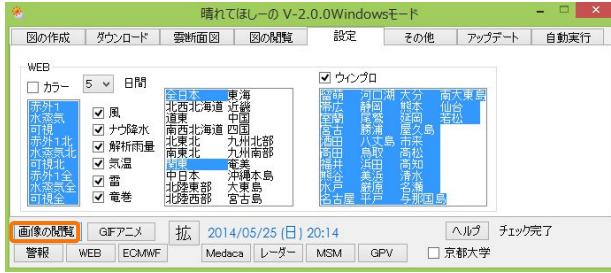 晴れてほしーの V-2.0.0Windowsモード
図の作成 ダウンロード 雲断面図 図の閲覧 設定 その他 アップデート 自動実行
WEB
カラー 5 日間
赤外1
水蒸気
可視
赤外1北
水蒸気北
可視北
赤外1全
水蒸気全
可視全
風
ナウ降水
解析雨量
気温
雷
竜巻
全日本 東海
北西北海道 近畿
道東 中国
南西北海道 四国
北東北 九州北部
南東北 九州南部
関東 奄美
中日本 沖縄本島
北陸東部 大東島
北陸西部 宮古島
ウィンプロ
留萌 河口湖 大分 南大東島
帯広 静岡 熊本 仙台
室蘭 尾鷲 延岡 若松
宮古 勝浦 屋久島
酒田 八丈島 市来
高田 鳥取 高松
福井 浜田 高知
熊谷 美浜 清水
水戸 厳原 名瀬
名古屋 平戸 与那国島
画像の閲覧 GIFアニメ 拡 2014/05/25 (日) 20:14 ヘルプ チェック完了
警報 WEB ECMWF Medaca レーダー MSM GPV 京都大学